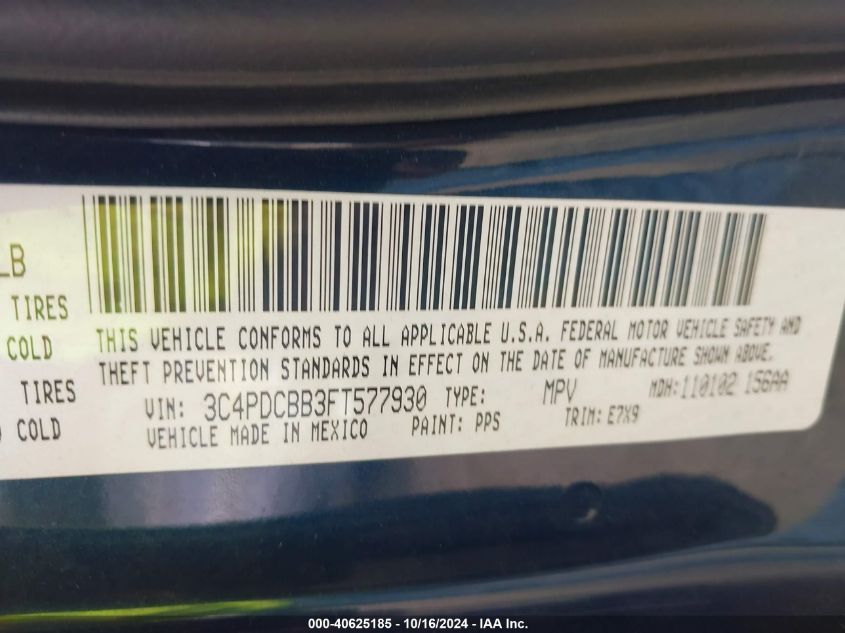 LB
TIRES
COLD
TIRES
COLD
THIS VEHICLE CONFORMS TO ALL APPLICABLE U.S.A. FEDERAL MOTOR VEHICLE SAFETY AND
THEFT PREVENTION STANDARDS IN EFFECT ON THE DATE OF MANUFACTURE SHOWN ABOVE.
VIN: 3C4PDCBB3FT577930 TYPE: MPV MDH:110102 156AA
VEHICLE MADE IN MEXICO PAINT: PPS TRIM: E7X9
000-40625185 - 10/16/2024 - IAA Inc.